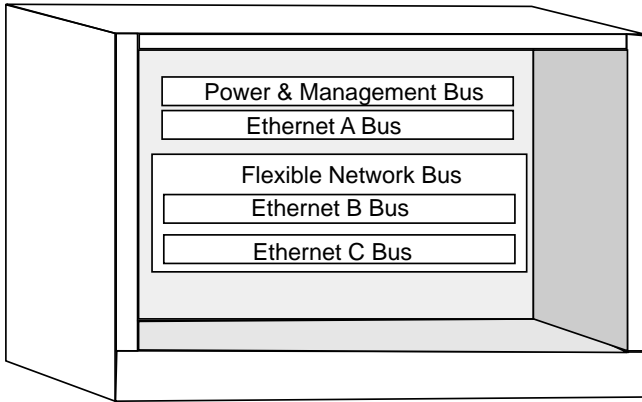 Power & Management Bus
Ethernet A Bus
Flexible Network Bus
Ethernet B Bus
Ethernet C Bus